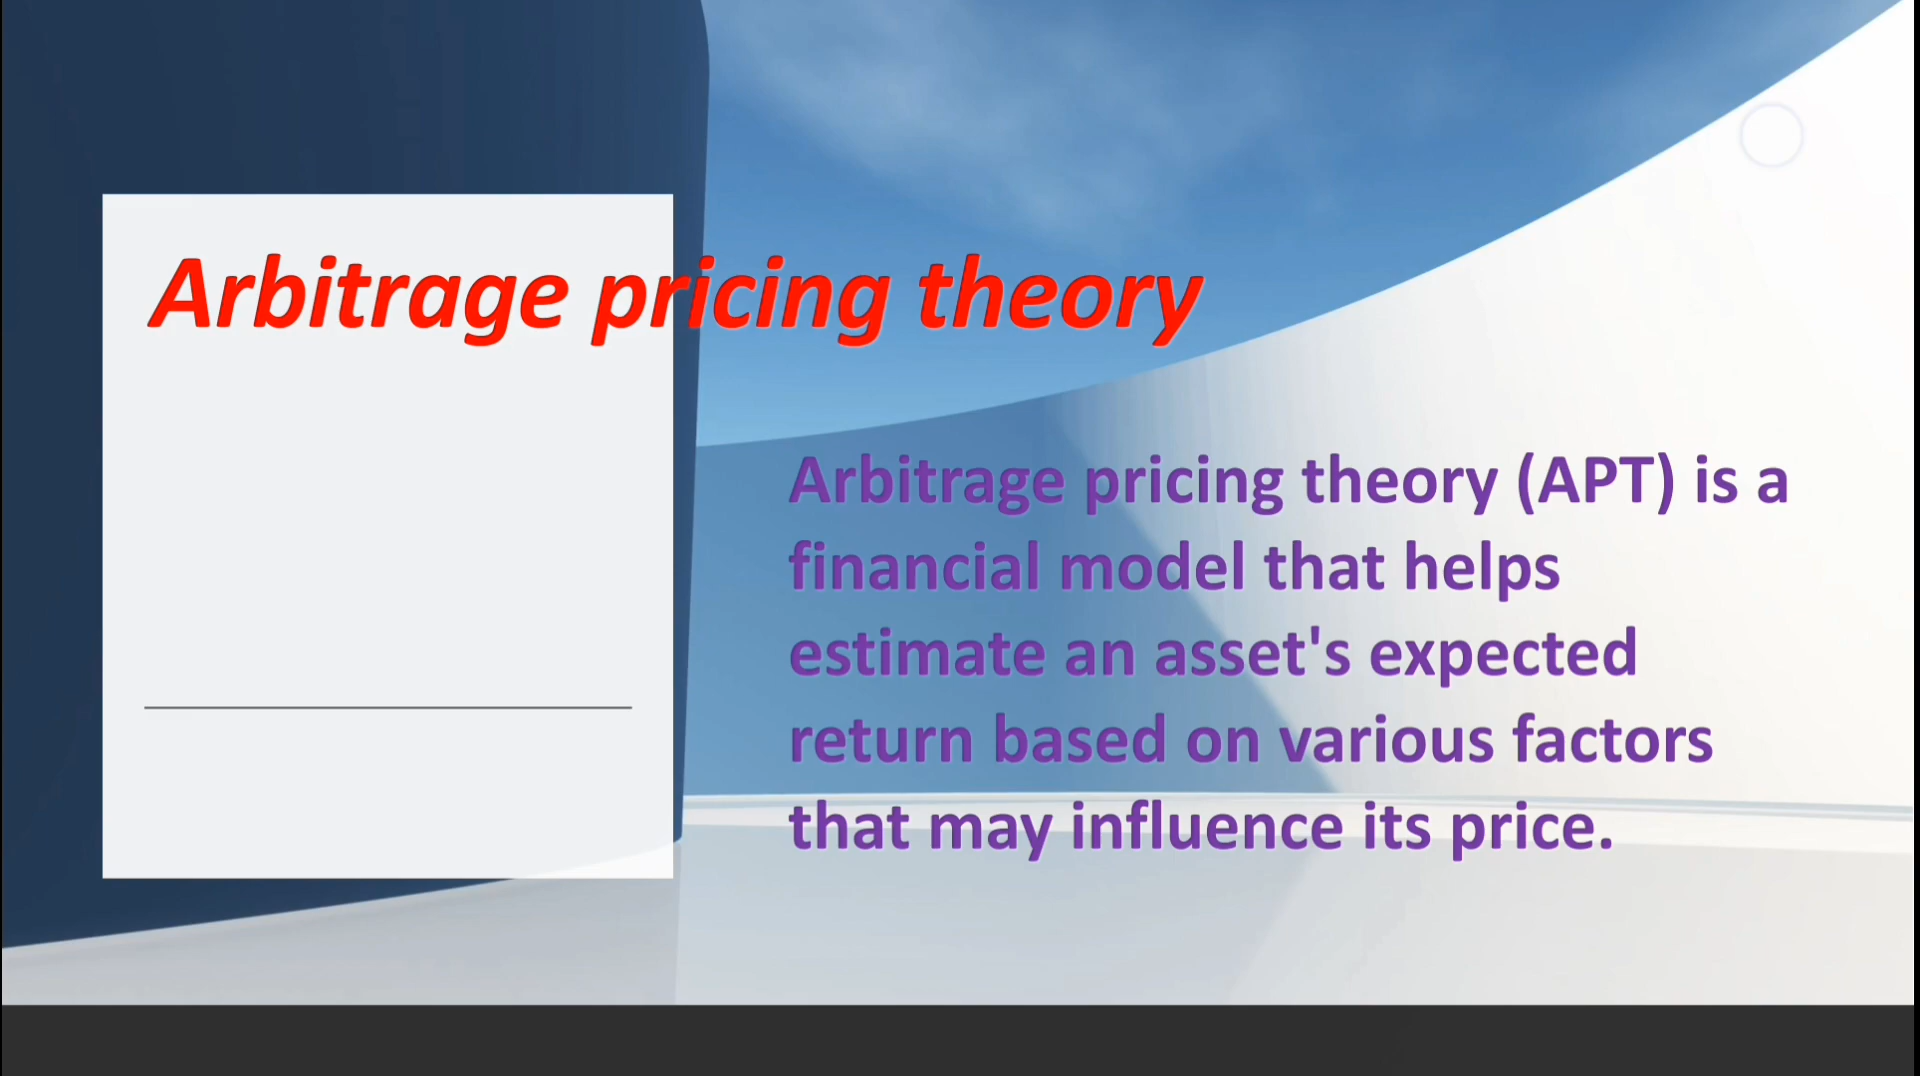 Arbitrage pricing theory
Arbitrage pricing theory (APT) is a
financial model that helps
estimate an asset's expected
return based on various factors
that may influence its price.